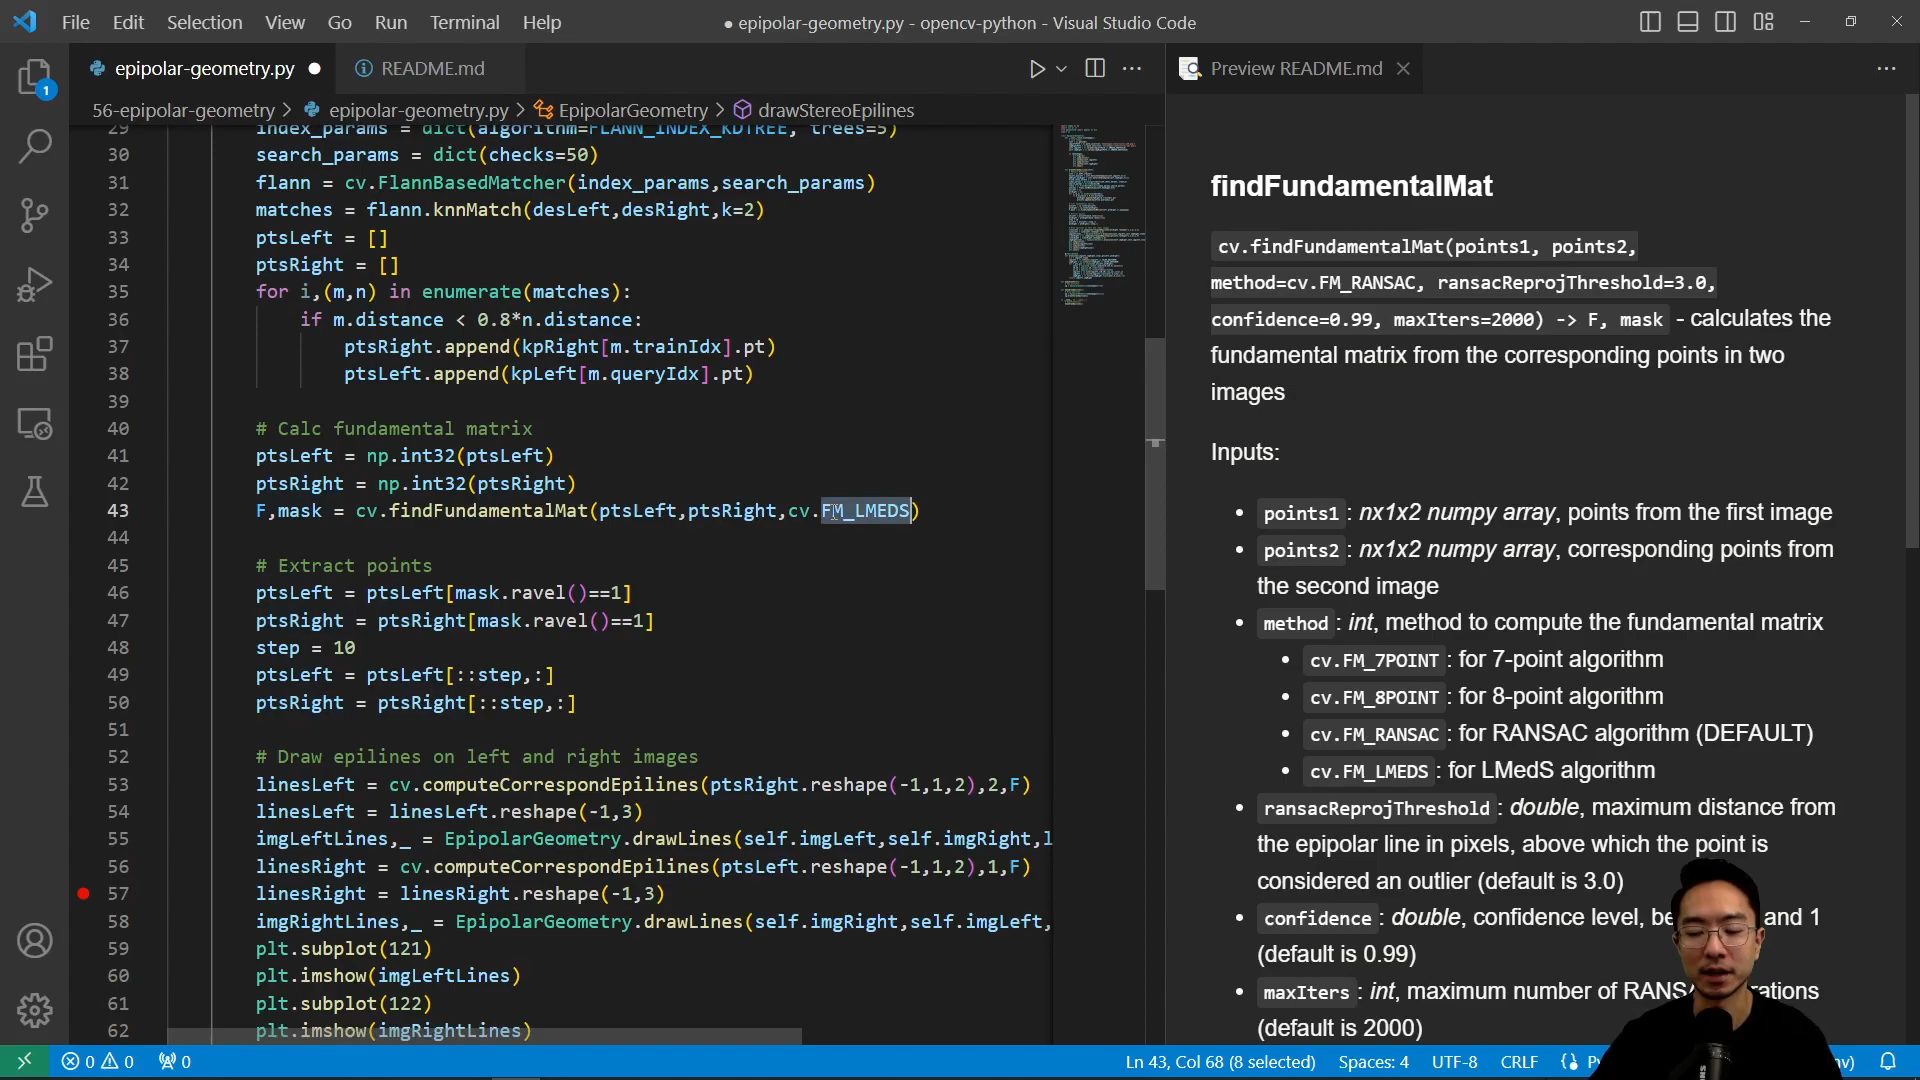 File Edit Selection View Go Run Terminal Help
● epipolar-geometry.py - opencv-python - Visual Studio Code
epipolar-geometry.py ●
README.md
Preview README.md
56-epipolar-geometry > epipolar-geometry.py > EpipolarGeometry > drawStereoEpilines
1
29 index_params = dict(algorithm=FLANN_INDEX_KDTREE, trees=5)
30 search_params = dict(checks=50)
31 flann = cv.FlannBasedMatcher(index_params,search_params)
32 matches = flann.knnMatch(desLeft,desRight,k=2)
33 ptsLeft = []
34 ptsRight = []
35 for i,(m,n) in enumerate(matches):
36 if m.distance < 0.8*n.distance:
37 ptsRight.append(kpRight[m.trainIdx].pt)
38 ptsLeft.append(kpLeft[m.queryIdx].pt)
39
40 # Calc fundamental matrix
41 ptsLeft = np.int32(ptsLeft)
42 ptsRight = np.int32(ptsRight)
43 F,mask = cv.findFundamentalMat(ptsLeft,ptsRight,cv.FM_LMEDS)
44
45 # Extract points
46 ptsLeft = ptsLeft[mask.ravel()==1]
47 ptsRight = ptsRight[mask.ravel()==1]
48 step = 10
49 ptsLeft = ptsLeft[::step,:]
50 ptsRight = ptsRight[::step,:]
51
52 # Draw epilines on left and right images
53 linesLeft = cv.computeCorrespondEpilines(ptsRight.reshape(-1,1,2),2,F)
54 linesLeft = linesLeft.reshape(-1,3)
55 imgLeftLines,_ = EpipolarGeometry.drawLines(self.imgLeft,self.imgRight,l
56 linesRight = cv.computeCorrespondEpilines(ptsLeft.reshape(-1,1,2),1,F)
57 linesRight = linesRight.reshape(-1,3)
58 imgRightLines,_ = EpipolarGeometry.drawLines(self.imgRight,self.imgLeft,
59 plt.subplot(121)
60 plt.imshow(imgLeftLines)
61 plt.subplot(122)
62 plt.imshow(imgRightLines)
findFundamentalMat
cv.findFundamentalMat(points1, points2,
method=cv.FM_RANSAC, ransacReprojThreshold=3.0,
confidence=0.99, maxIters=2000) -> F, mask - calculates the
fundamental matrix from the corresponding points in two
images
Inputs:
• points1 : nx1x2 numpy array, points from the first image
• points2 : nx1x2 numpy array, corresponding points from
the second image
• method : int, method to compute the fundamental matrix
• cv.FM_7POINT : for 7-point algorithm
• cv.FM_8POINT : for 8-point algorithm
• cv.FM_RANSAC : for RANSAC algorithm (DEFAULT)
• cv.FM_LMEDS : for LMedS algorithm
• ransacReprojThreshold : double, maximum distance from
the epipolar line in pixels, above which the point is
considered an outlier (default is 3.0)
• confidence : double, confidence level, and 1
(default is 0.99)
• maxIters : int, maximum number of
(default is 2000)
0 0 0
Ln 43, Col 68 (8 selected) Spaces: 4 UTF-8 CRLF